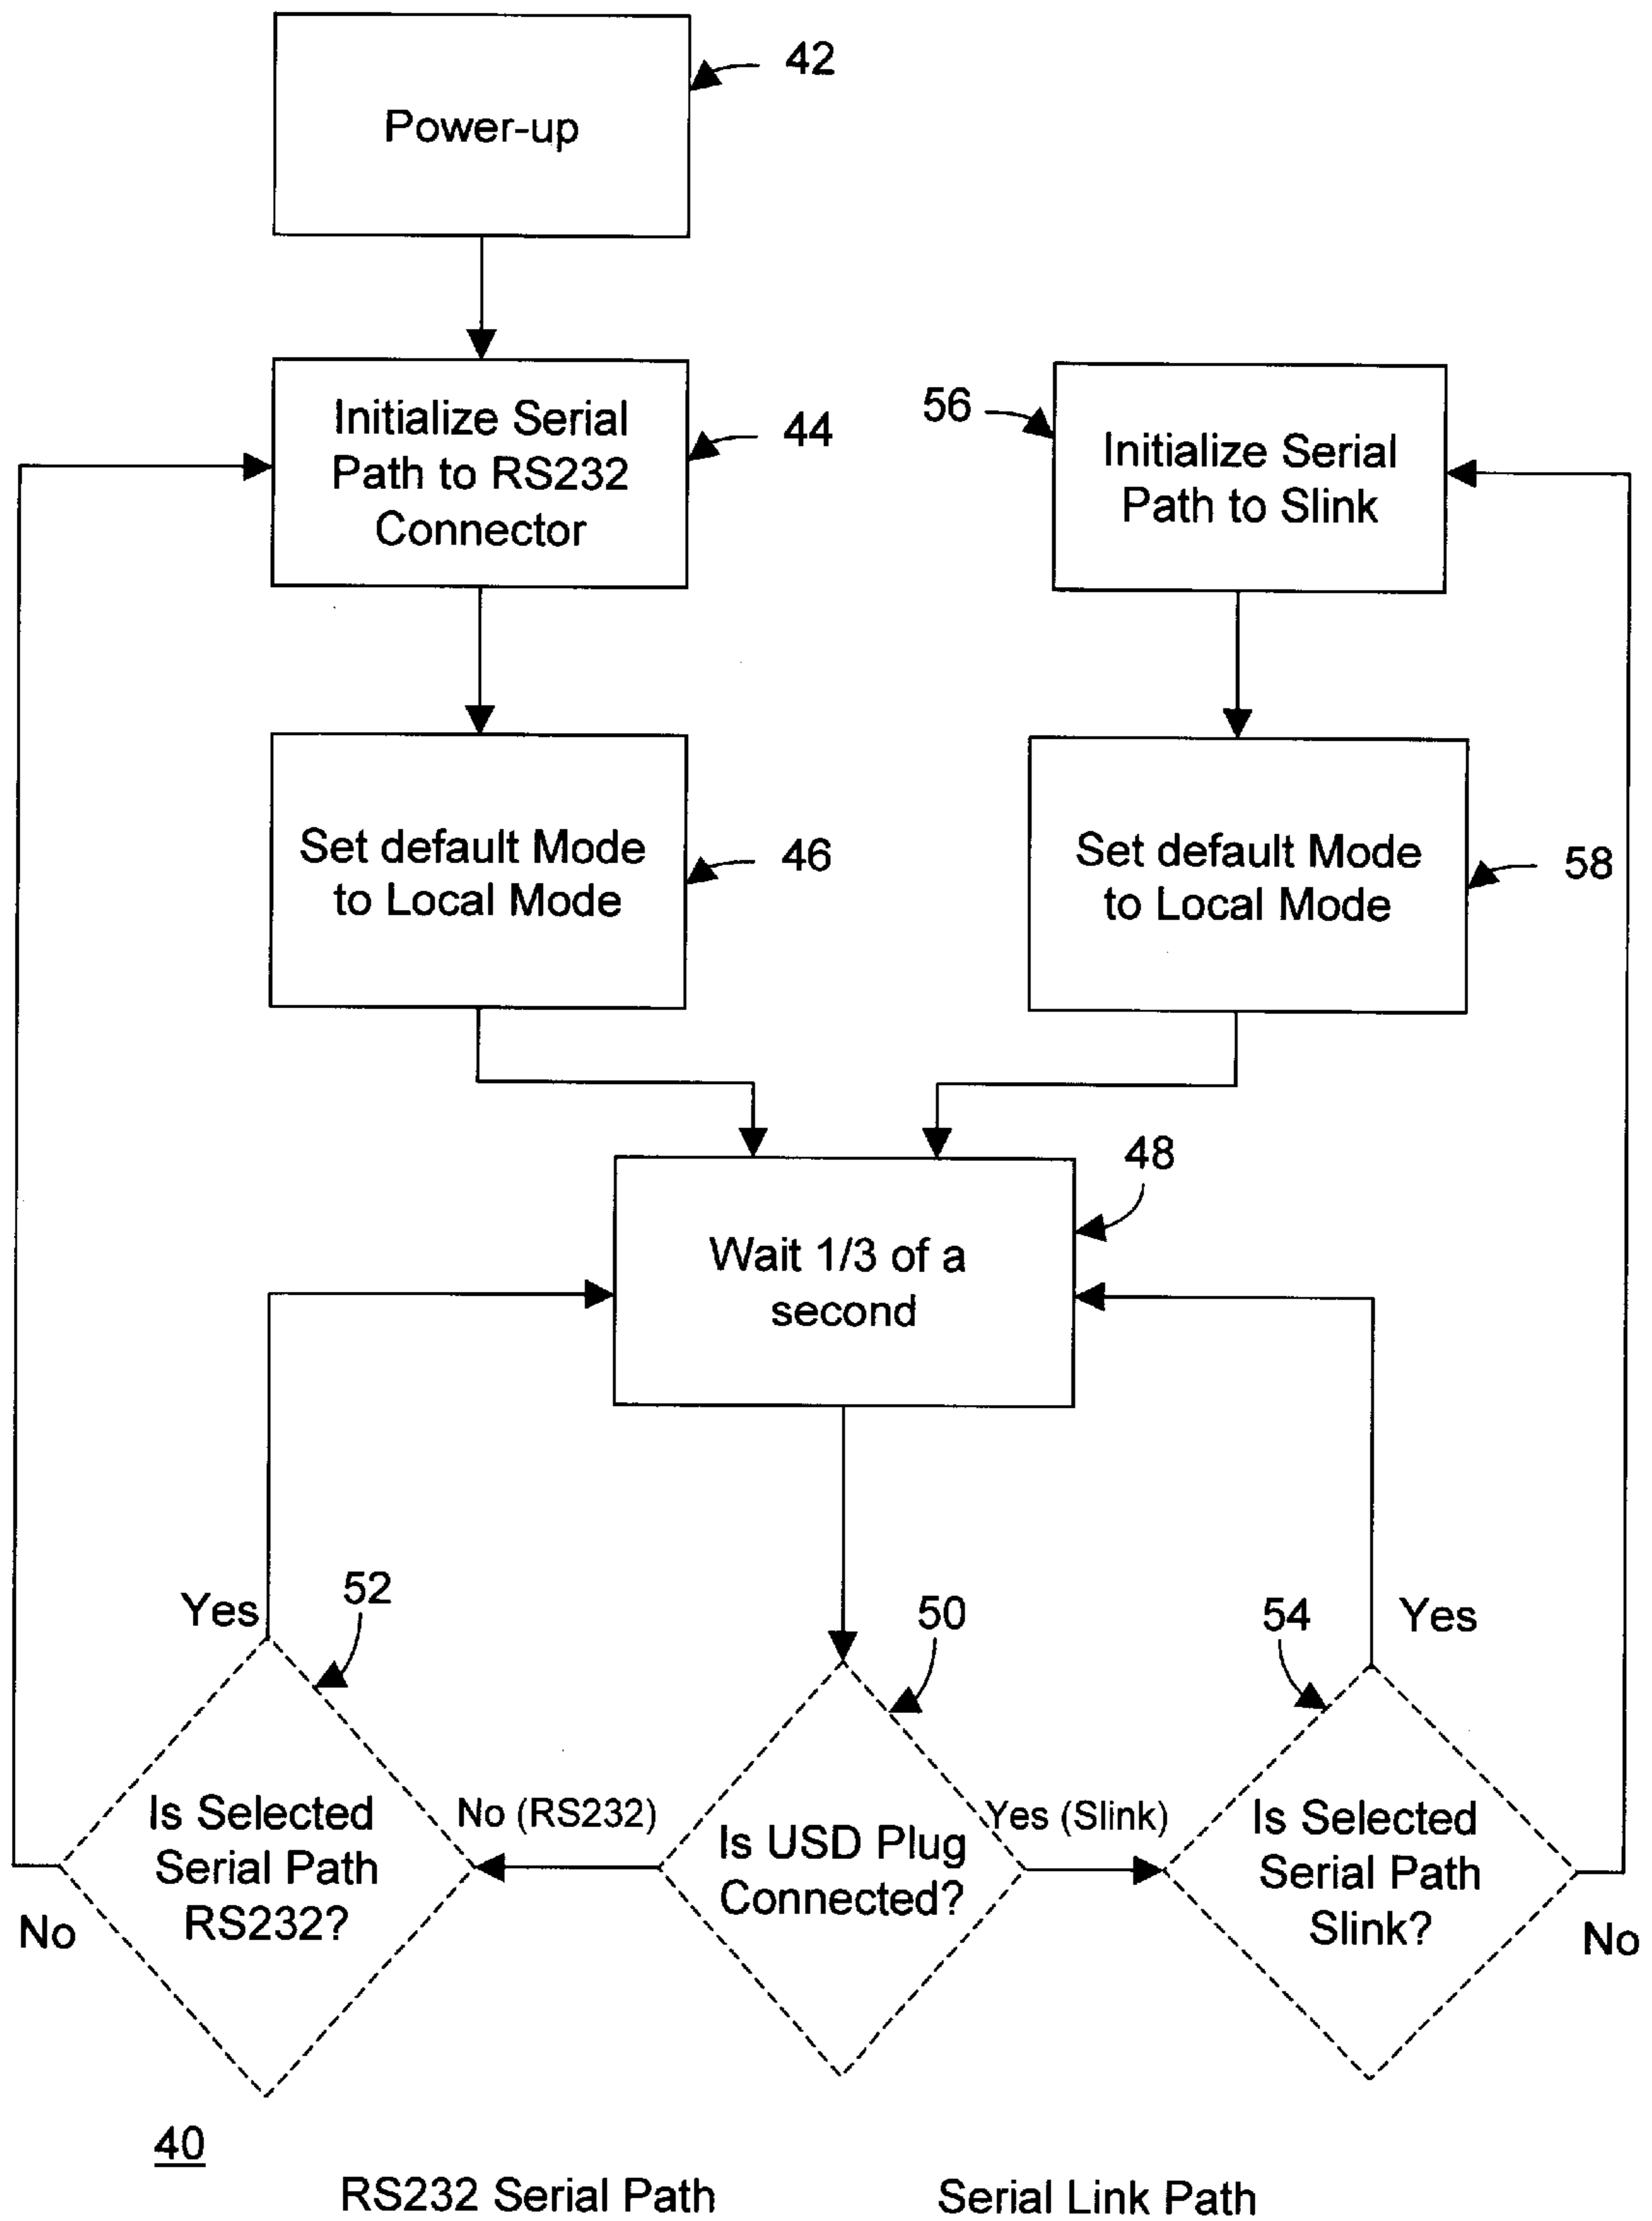 42
Power-up
Initialize Serial
Path to RS232
Connector
44
56
Initialize Serial
Path to Slink
Set default Mode
to Local Mode
46
Set default Mode
to Local Mode
58
48
Wait 1/3 of a
second
Yes
52
50
54
Yes
Is Selected
Serial Path
RS232?
No (RS232)
Is USD Plug
Connected?
Yes (Slink)
Is Selected
Serial Path
Slink?
No
No
40
RS232 Serial Path
Serial Link Path